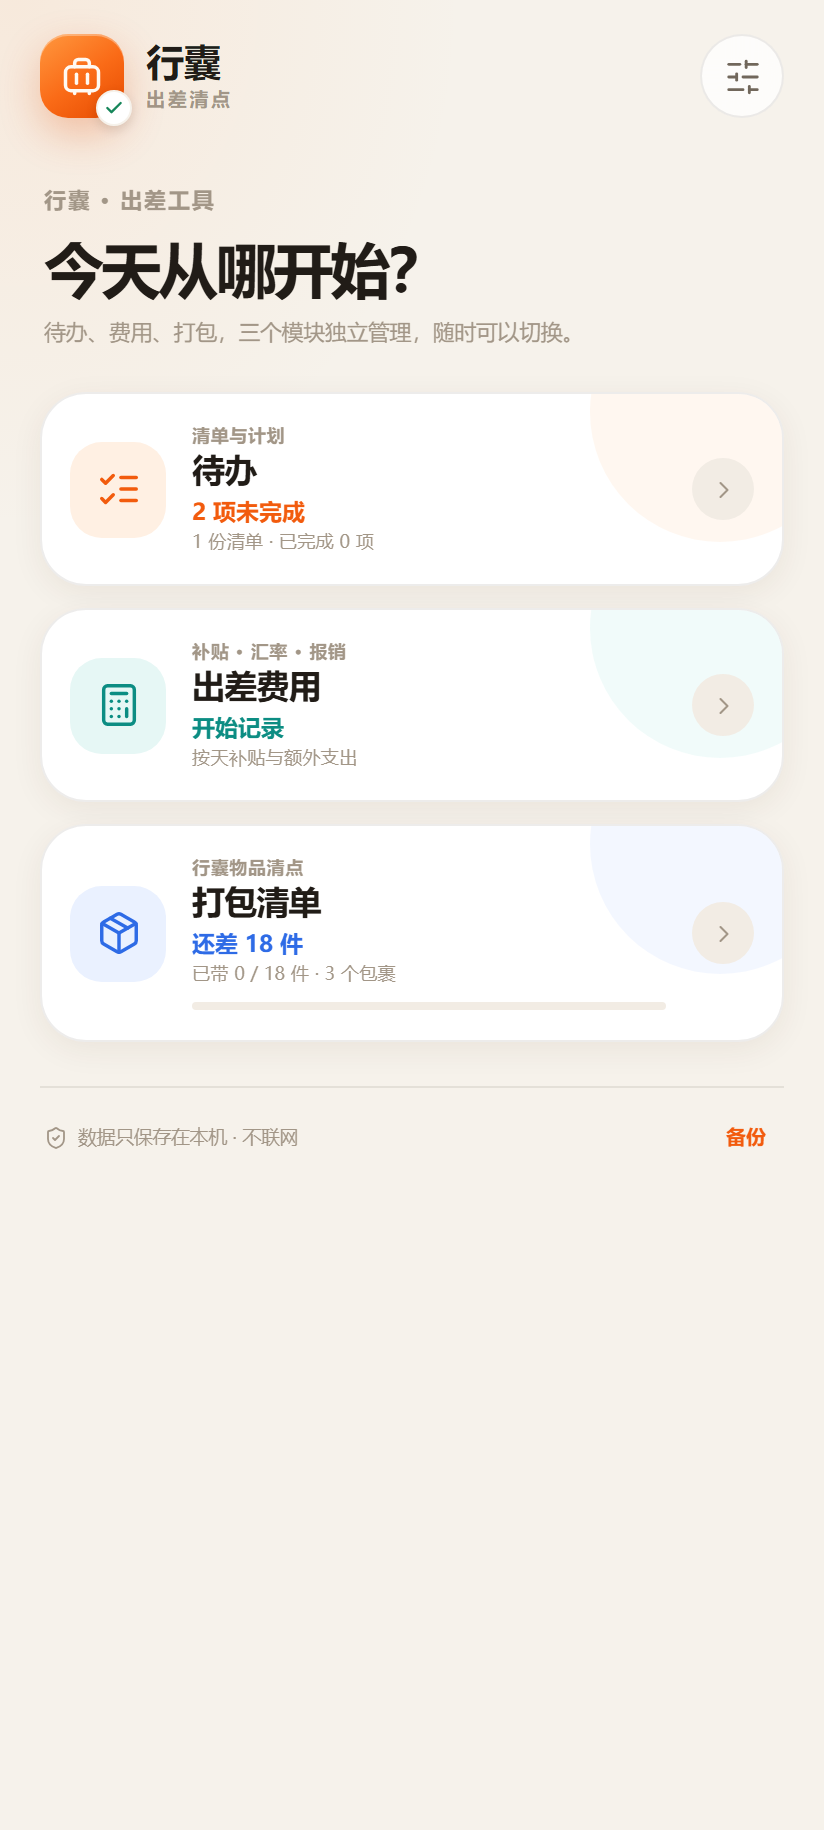 行囊
出差清点
行囊 • 出差工具
今天从哪开始?
待办、费用、打包，三个模块独立管理，随时可以切换。
清单与计划
待办
2 项未完成
1 份清单 · 已完成 0 项
补贴 • 汇率 • 报销
出差费用
开始记录
按天补贴与额外支出
行囊物品清点
打包清单
还差 18 件
已带 0 / 18 件 · 3 个包裹
数据只保存在本机 · 不联网
备份